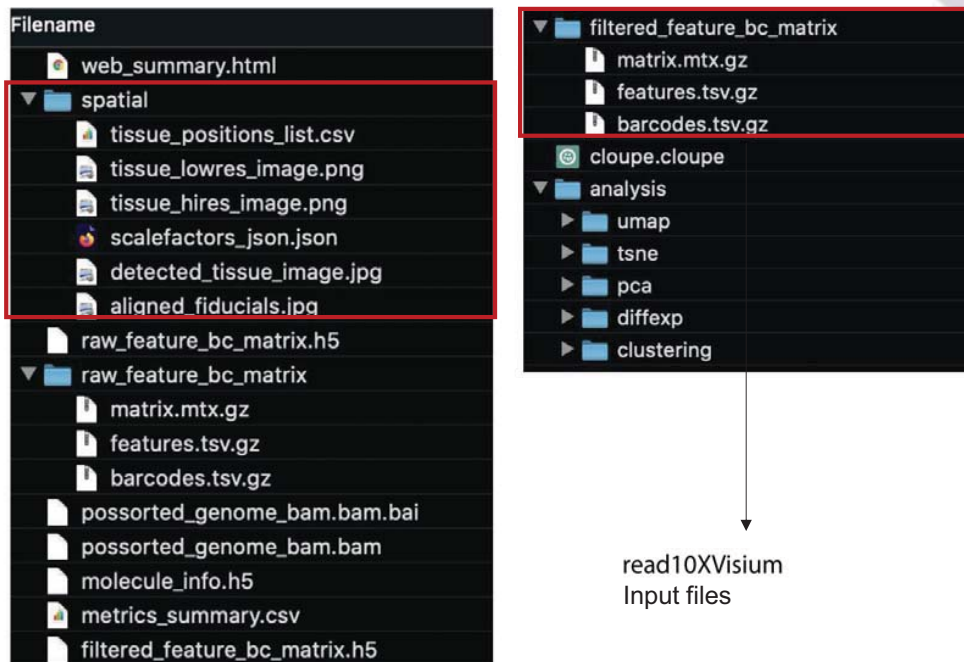 Filename
web_summary.html
spatial
tissue_positions_list.csv
tissue_lowres_image.png
tissue_hires_image.png
scalefactors_json.json
detected_tissue_image.jpg
aligned_fiducials.jpg
raw_feature_bc_matrix.h5
raw_feature_bc_matrix
matrix.mtx.gz
features.tsv.gz
barcodes.tsv.gz
possorted_genome_bam.bam.bai
possorted_genome_bam.bam
molecule_info.h5
metrics_summary.csv
filtered_feature_bc_matrix.h5
filtered_feature_bc_matrix
matrix.mtx.gz
features.tsv.gz
barcodes.tsv.gz
cloupe.cloupe
analysis
umap
tsne
pca
diffexp
clustering
read10XVisium
Input files